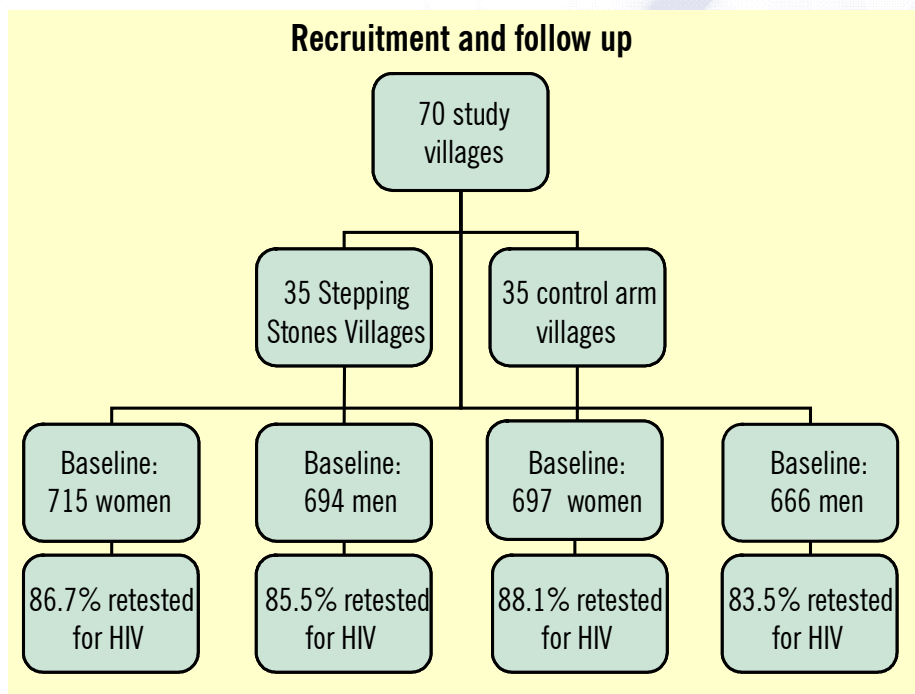 Recruitment and follow up
70 study
villages
35 Stepping
Stones Villages
35 control arm
villages
Baseline:
715 women
Baseline:
694 men
Baseline:
697 women
Baseline:
666 men
86.7% retested
for HIV
85.5% retested
for HIV
88.1% retested
for HIV
83.5% retested
for HIV